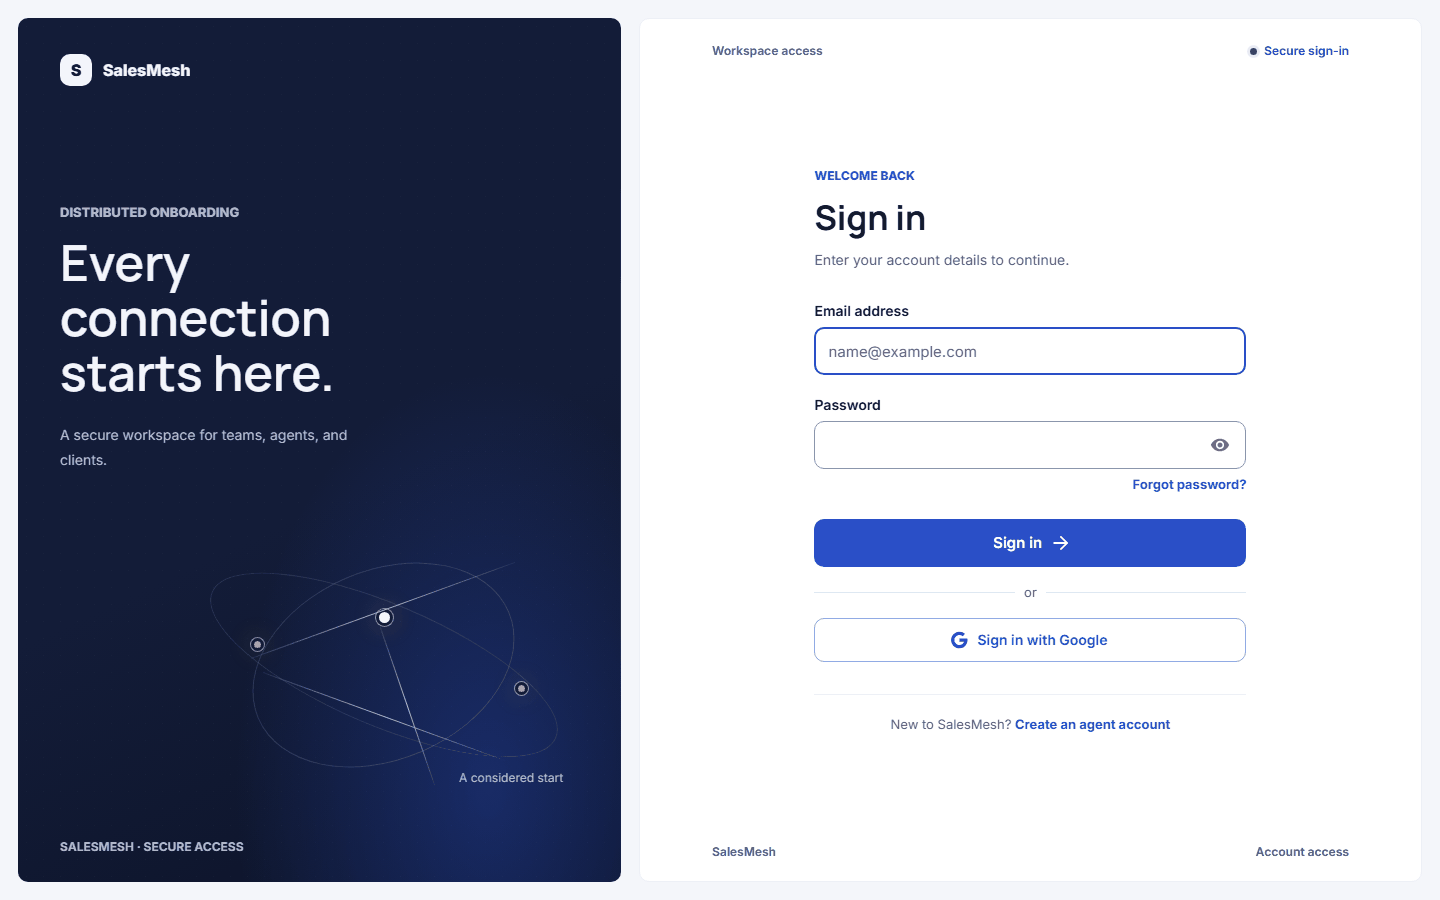 S SalesMesh
DISTRIBUTED ONBOARDING
Every
connection
starts here.
A secure workspace for teams, agents, and
clients.
A considered start
SALESMESH · SECURE ACCESS
Workspace access
Secure sign-in
WELCOME BACK
Sign in
Enter your account details to continue.
Email address
name@example.com
Password
Forgot password?
Sign in
or
Sign in with Google
New to SalesMesh? Create an agent account
SalesMesh
Account access